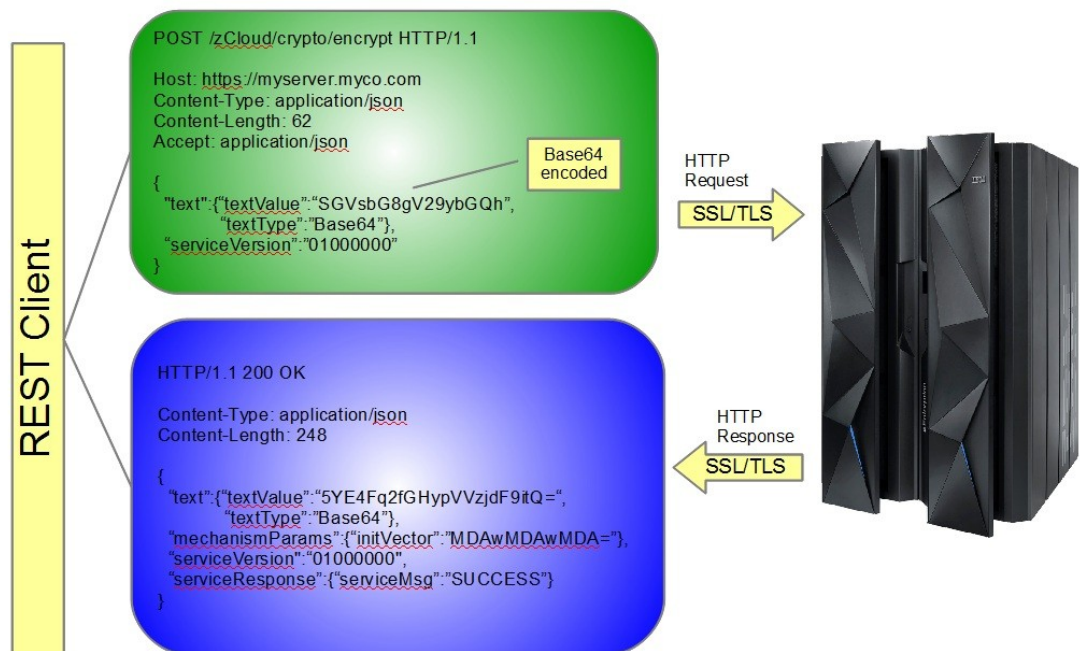 REST Client
POST /zCloud/crypto/encrypt HTTP/1.1
Host: https://myserver.myco.com
Content-Type: application/json
Content-Length: 62
Accept: application/json
{
"text":{“textValue”:“SGVsbG8gV29ybGQh”,
“textType”:”Base64”},
“serviceVersion”:”01000000”
}
Base64
encoded
HTTP
Request
SSL/TLS
IBM
HTTP/1.1 200 OK
Content-Type: application/json
Content-Length: 248
{
“text”:{“textValue”:“5YE4Fq2fGHypVVzjdF9itQ=“,
“textType”:”Base64”},
“mechanismParams”:{“initVector”:”MDAwMDAwMDA=”},
“serviceVersion":“01000000",
“serviceResponse”:{“serviceMsg”:”SUCCESS”}
}
HTTP
Response
SSL/TLS